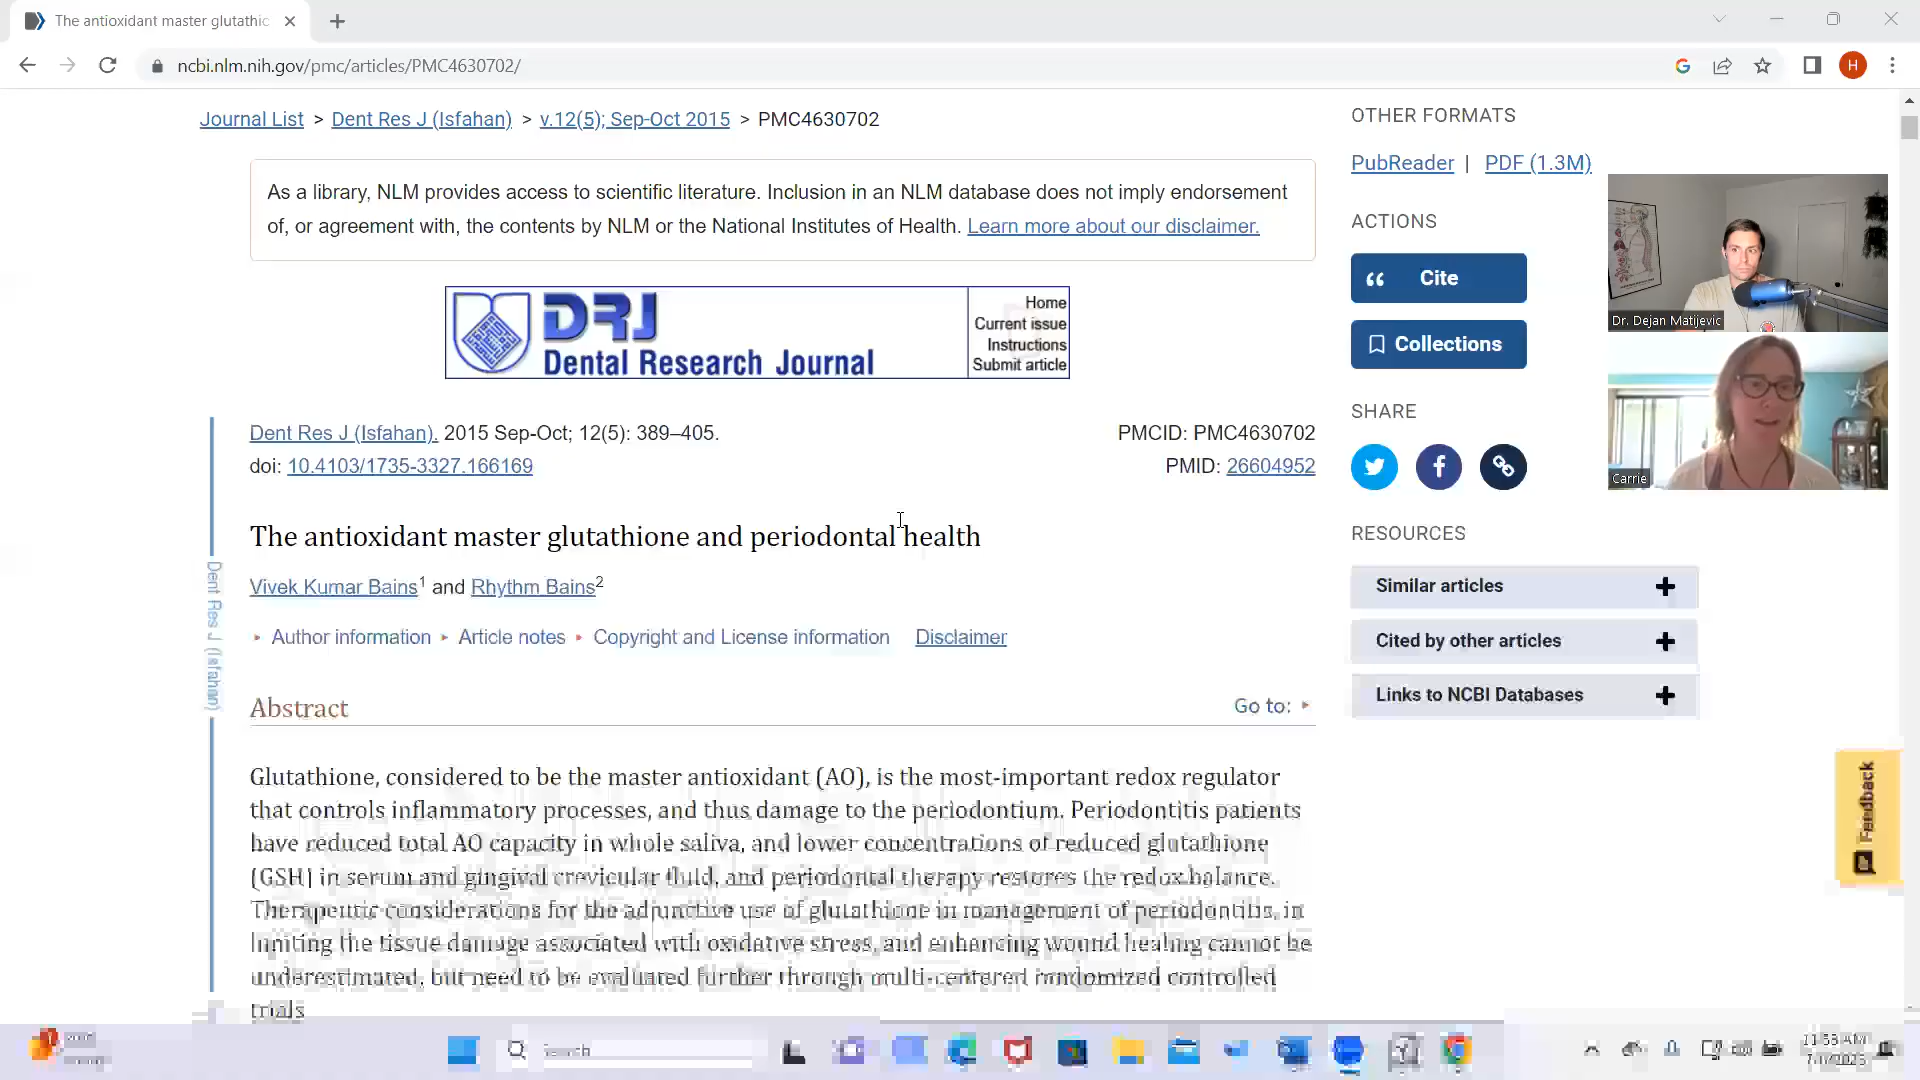 The antioxidant master glutathic
ncbi.nlm.nih.gov/pmc/articles/PMC4630702/
H
Journal List > Dent Res J (Isfahan) > v.12(5); Sep-Oct 2015 > PMC4630702
As a library, NLM provides access to scientific literature. Inclusion in an NLM database does not imply endorsement
of, or agreement with, the contents by NLM or the National Institutes of Health. Learn more about our disclaimer.
DRJ
Dental Research Journal
Home
Current issue
Instructions
Submit article
Dent Res J (Isfahan). 2015 Sep-Oct; 12(5): 389–405.
doi: 10.4103/1735-3327.166169
PMCID: PMC4630702
PMID: 26604952
The antioxidant master glutathione and periodontal health
Vivek Kumar Bains1 and Rhythm Bains2
Author information Article notes Copyright and License information Disclaimer
Dent Res J (Isfahan)
Abstract
Go to:
Glutathione, considered to be the master antioxidant (AO), is the most-important redox regulator
that controls inflammatory processes, and thus damage to the periodontium. Periodontitis patients
have reduced total AO capacity in whole saliva, and lower concentrations of reduced glutathione
(GSH) in serum and gingival crevicular fluid, and periodontal therapy restores the redox balance.
Therapeutic considerations for the adjunctive use of glutathione in management of periodontitis, in
limiting the tissue damage associated with oxidative stress, and enhancing wound healing cannot be
underestimated, but need to be evaluated further through multi-centered randomized controlled
trials
OTHER FORMATS
PubReader | PDF (1.3M)
ACTIONS
Cite
Collections
SHARE
RESOURCES
Similar articles
Cited by other articles
Links to NCBI Databases
Dr. Dejan Matijevic
Carrie
Feedback
Search